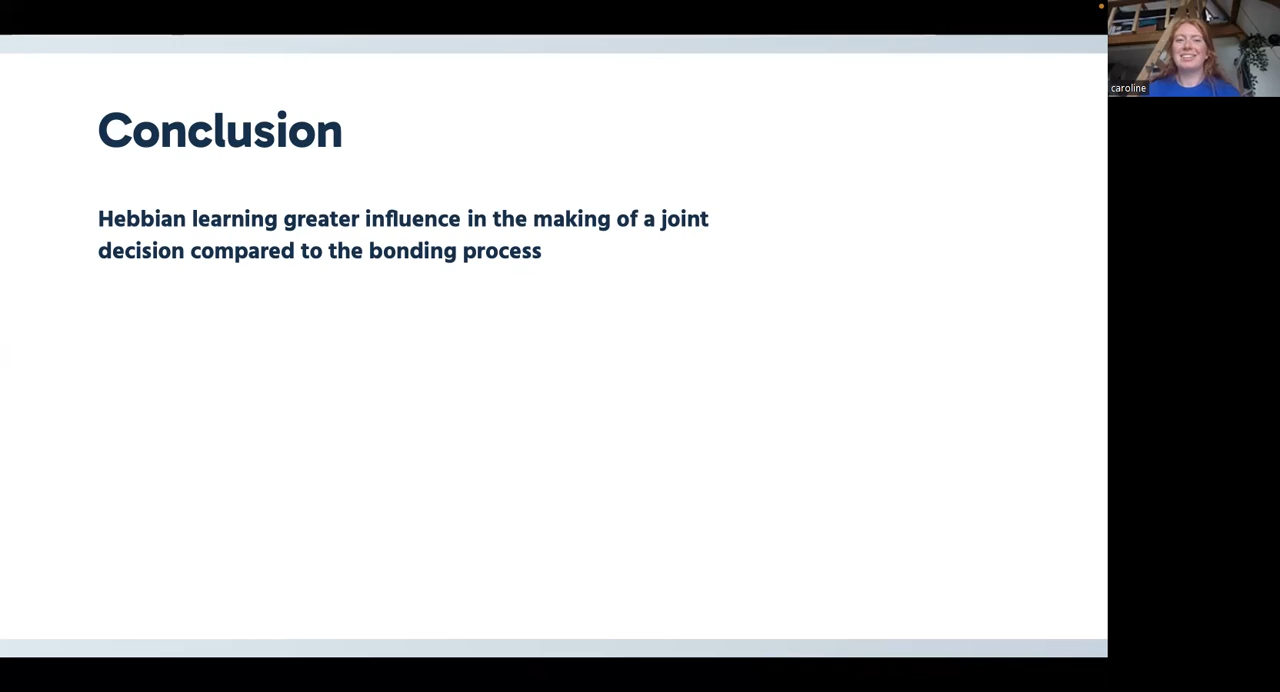 caroline
Conclusion
Hebbian learning greater influence in the making of a joint
decision compared to the bonding process